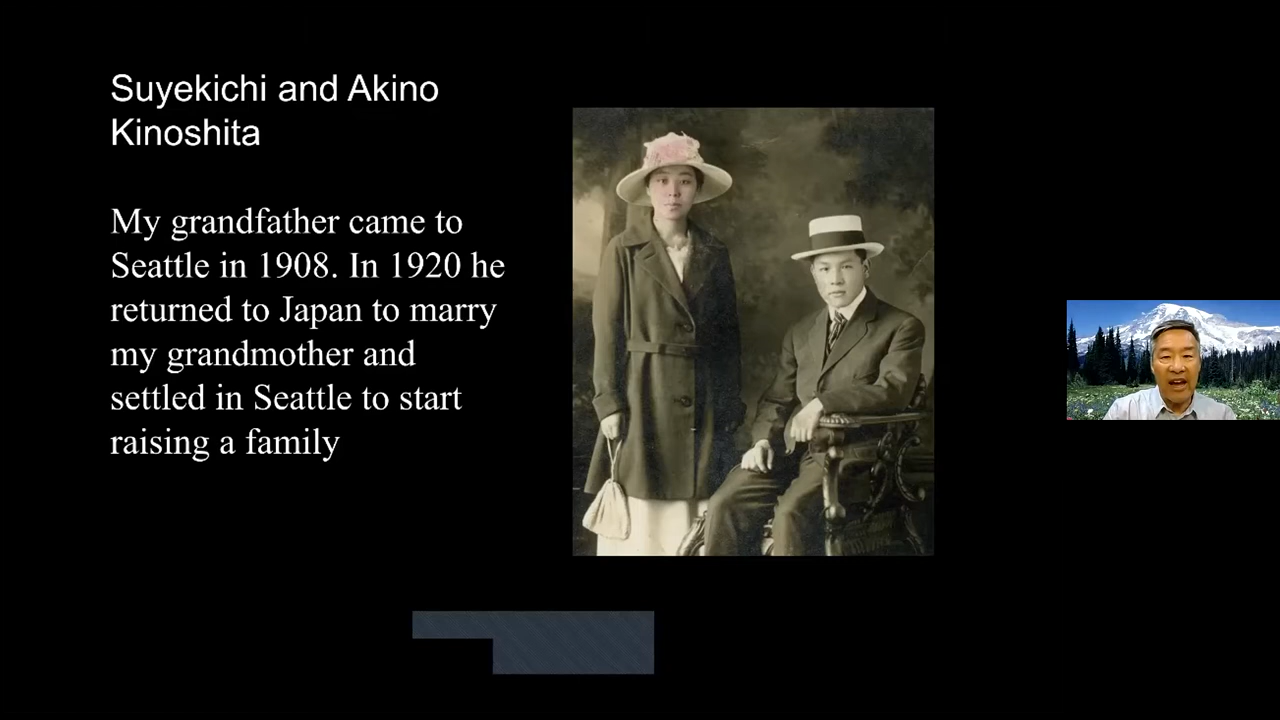 Suyekichi and Akino
Kinoshita
My grandfather came to
Seattle in 1908. In 1920 he
returned to Japan to marry
my grandmother and
settled in Seattle to start
raising a family